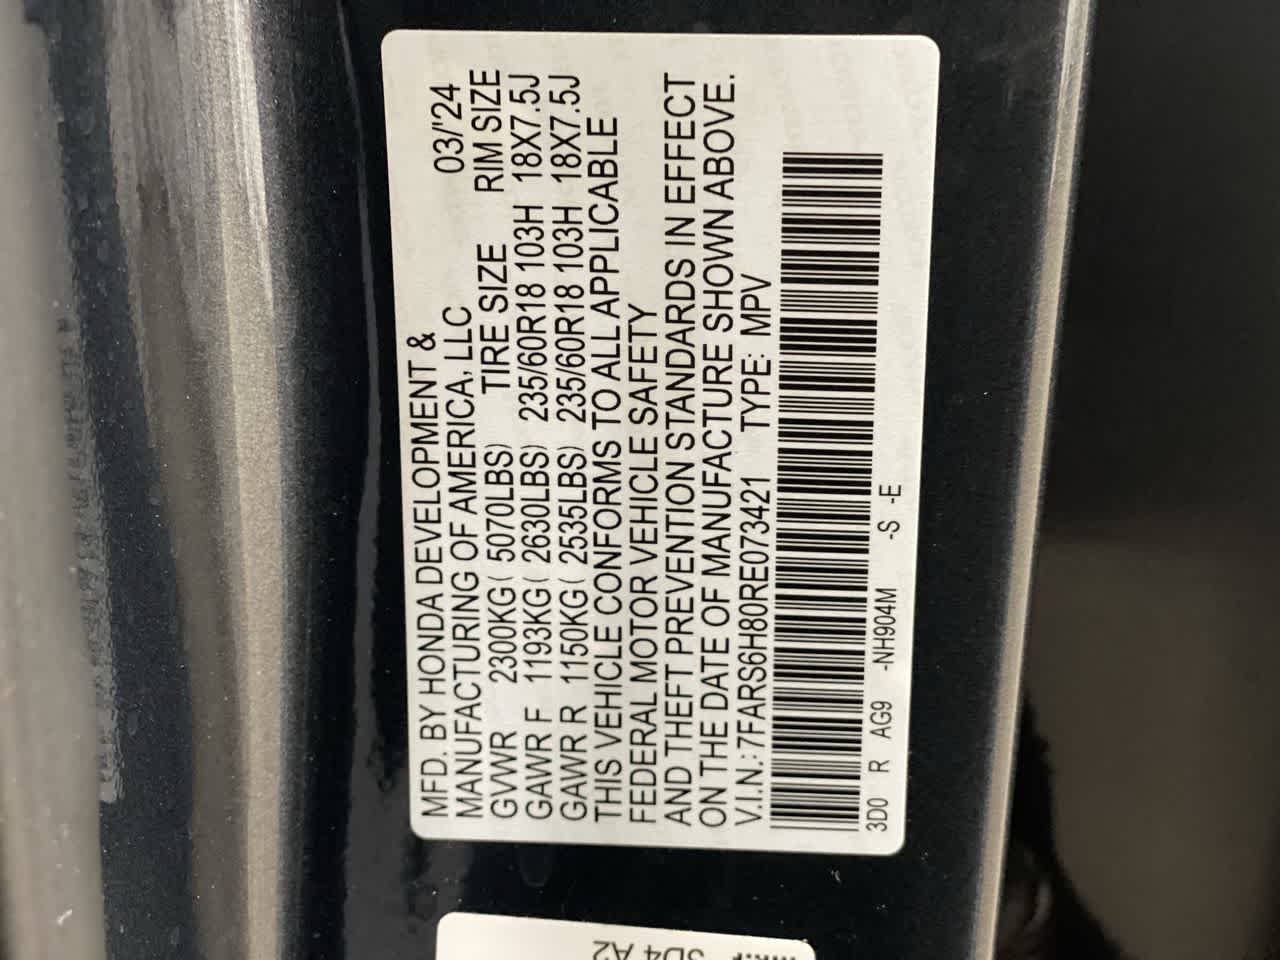 MFD. BY HONDA DEVELOPMENT &
MANUFACTURING OF AMERICA, LLC 03/'24
GVWR 2300KG( 5070LBS) TIRE SIZE RIM SIZE
GAWR F 1193KG( 2630LBS) 235/60R18 103H 18X7.5J
GAWR R 1150KG( 2535LBS) 235/60R18 103H 18X7.5J
THIS VEHICLE CONFORMS TO ALL APPLICABLE
FEDERAL MOTOR VEHICLE SAFETY
AND THEFT PREVENTION STANDARDS IN EFFECT
ON THE DATE OF MANUFACTURE SHOWN ABOVE.
V.I.N.: 7FARS6H80RE073421 TYPE: MPV
3D0 R AG9 -NH904M -S -E
3D4 A2